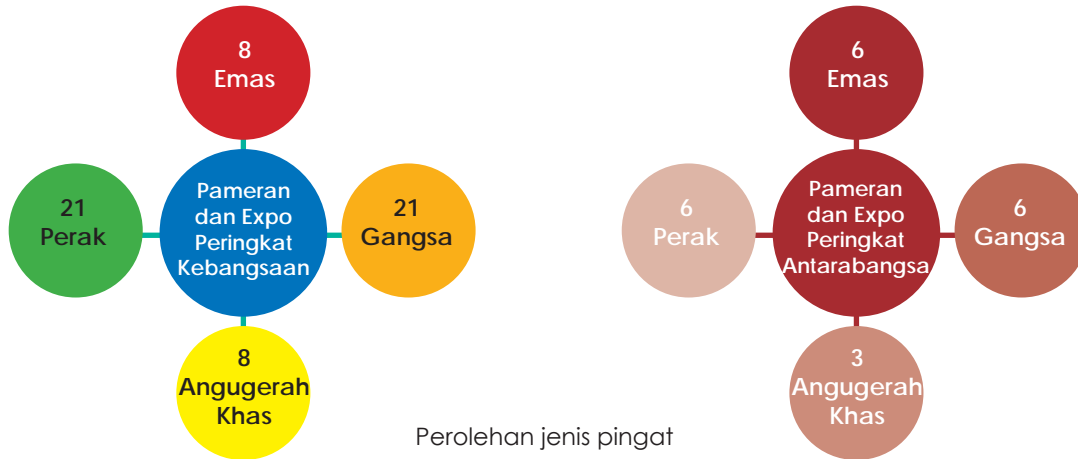 8
Emas
21
Perak
Pameran
dan Expo
Peringkat
Kebangsaan
21
Gangsa
8
Angugerah
Khas
6
Emas
6
Perak
Pameran
dan Expo
Peringkat
Antarabangsa
6
Gangsa
3
Angugerah
Khas
Perolehan jenis pingat